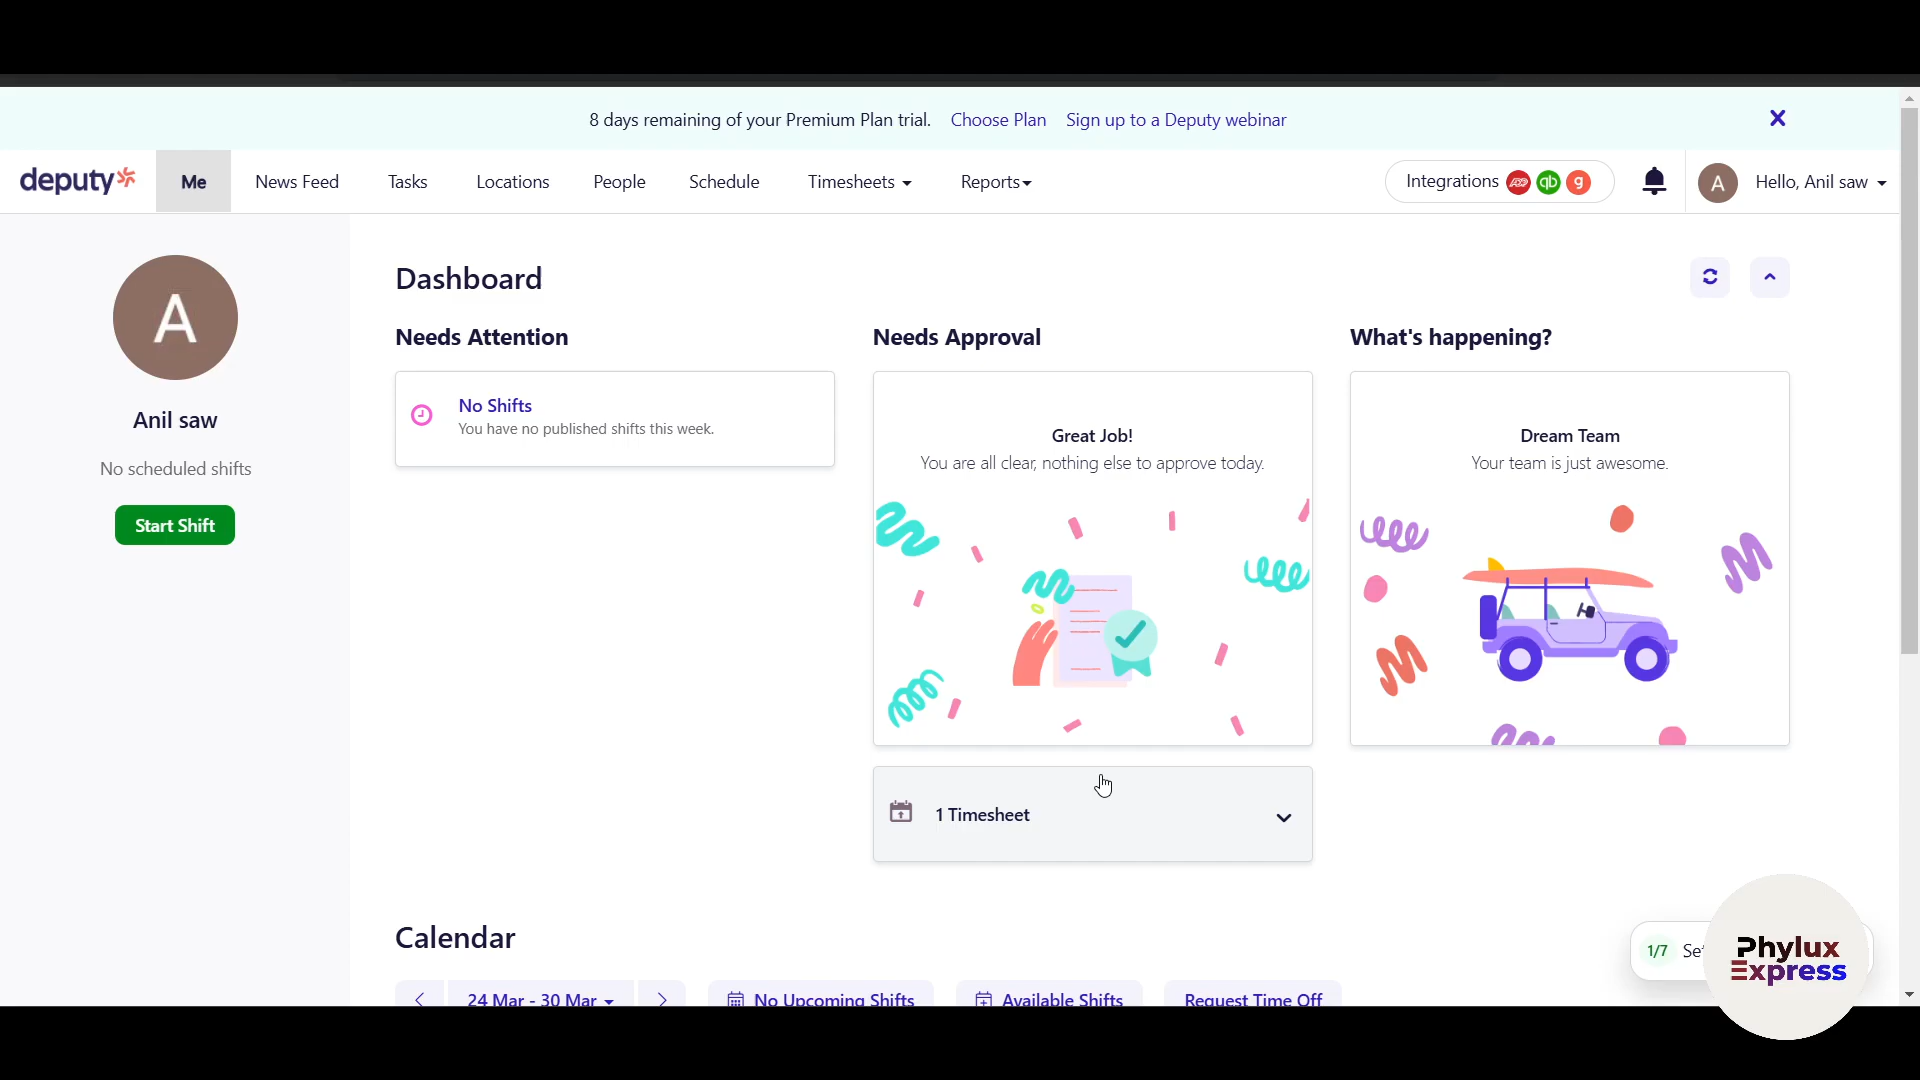 8 days remaining of your Premium Plan trial. Choose Plan Sign up to a Deputy webinar
deputy Me News Feed Tasks Locations People Schedule Timesheets Reports Integrations ADP qb g A Hello, Anil saw
A
Anil saw
No scheduled shifts
Start Shift
Dashboard
Needs Attention
No Shifts
You have no published shifts this week.
Needs Approval
Great Job!
You are all clear, nothing else to approve today.
1 Timesheet
What's happening?
Dream Team
Your team is just awesome.
Calendar
24 Mar - 30 Mar No Upcoming Shifts Available Shifts Request Time Off
1/7
Phylux
Express